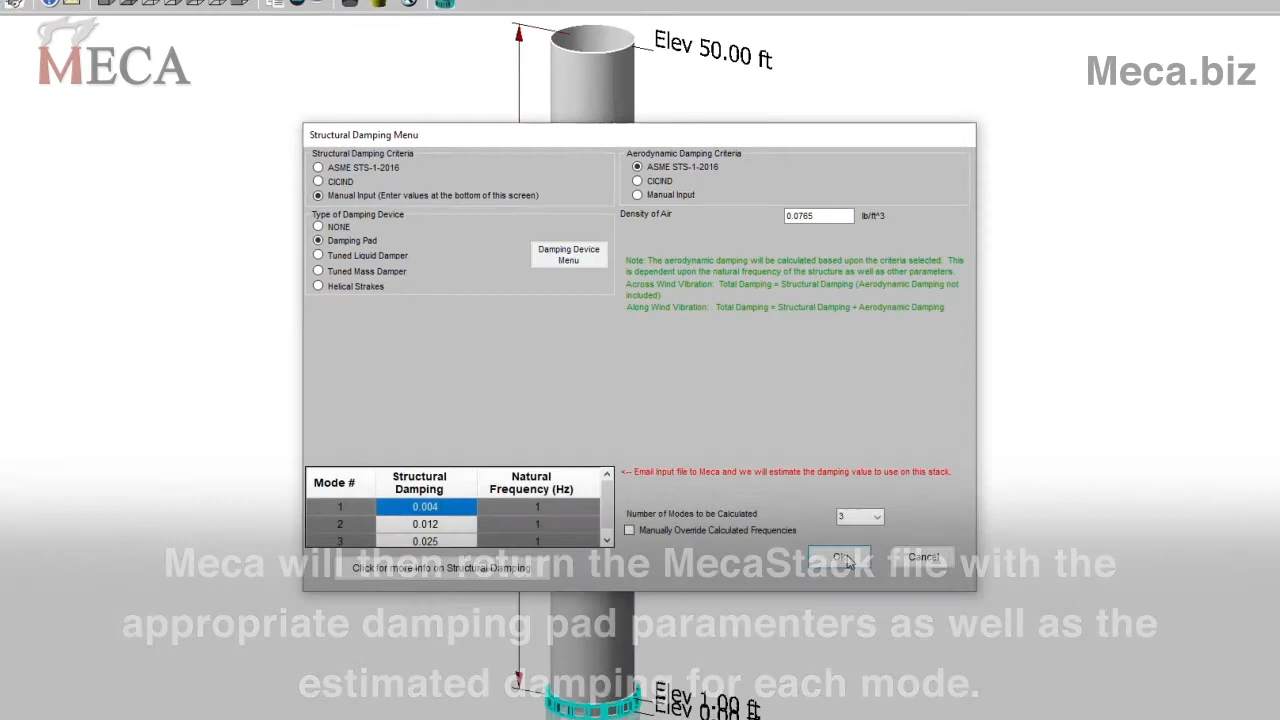 Elev 50.00 ft
MECA
Meca.biz
Structural Damping Menu
Structural Damping Criteria
ASME STS-1-2016
CICIND
Manual Input (Enter values at the bottom of this screen)
Type of Damping Device
NONE
Damping Pad
Tuned Liquid Damper
Tuned Mass Damper
Helical Strakes
Damping Device
Menu
Aerodynamic Damping Criteria
ASME STS-1-2016
CICIND
Manual Input
Density of Air 0.0765 lb/ft^3
Note: The aerodynamic damping will be calculated based upon the criteria selected. This
is dependent upon the natural frequency of the structure as well as other parameters.
Across Wind Vibration: Total Damping = Structural Damping (Aerodynamic Damping not
included)
Along Wind Vibration: Total Damping = Structural Damping + Aerodynamic Damping
Mode # Structural Damping Natural Frequency (Hz)
1 0.004 1
2 0.012 1
3 0.025 1
<-- Email Input file to Meca and we will estimate the damping value to use on this stack.
Number of Modes to be Calculated 3
Manually Override Calculated Frequencies
Click for more info on Structural Damping
Cancel
Meca will then return the MecaStack file with the
appropriate damping pad paramenters as well as the
estimated damping for each mode.
Elev 1.00 ft
Elev 0.00 ft